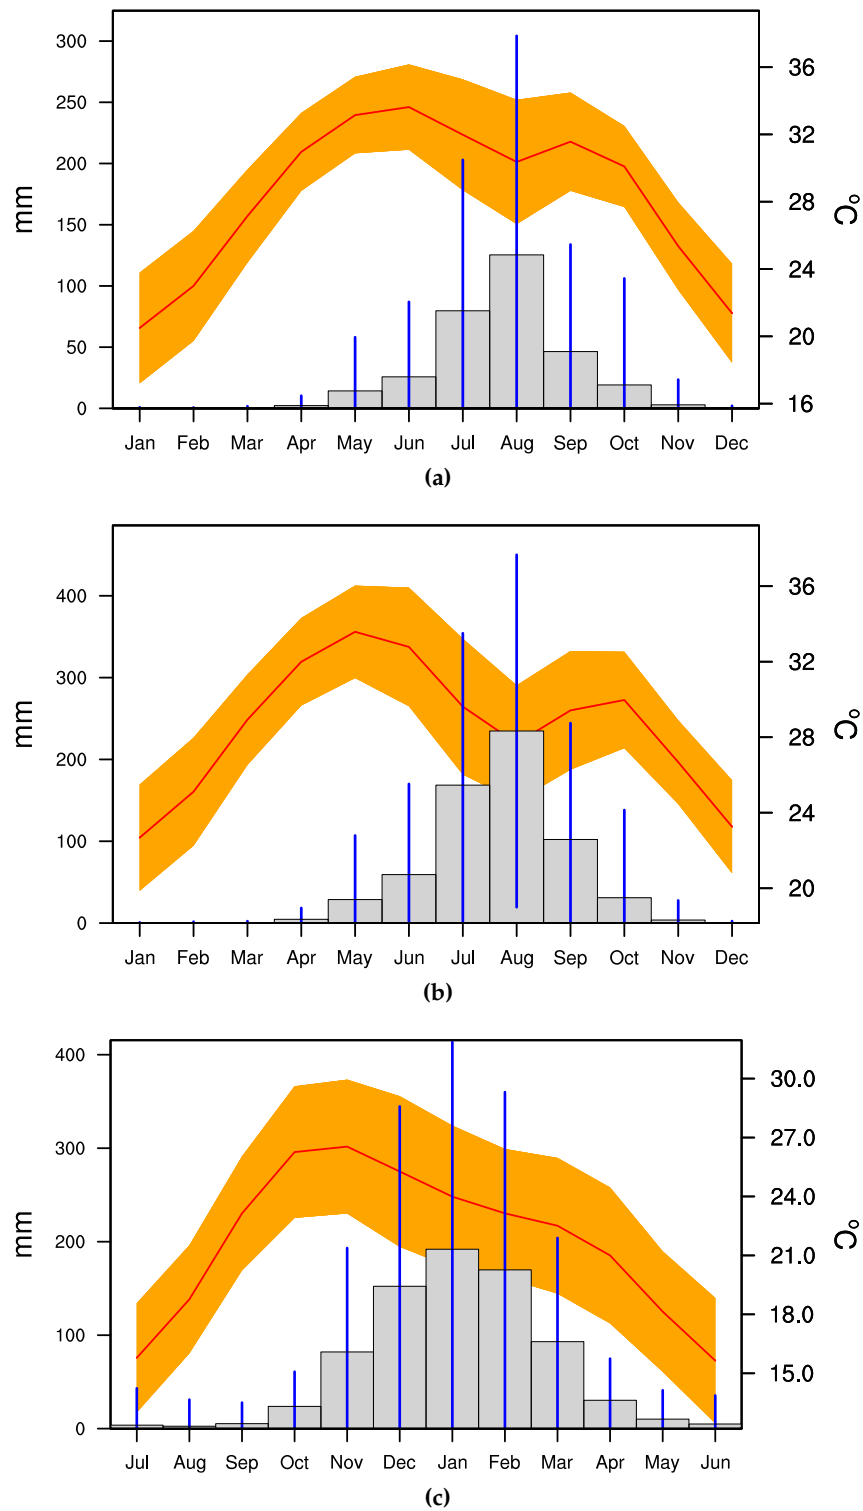 300
250
200
150
100
50
0
mm
36
32
28
24
20
16
°C
Jan Feb Mar Apr May Jun Jul Aug Sep Oct Nov Dec
(a)
400
300
200
100
0
mm
36
32
28
24
20
°C
Jan Feb Mar Apr May Jun Jul Aug Sep Oct Nov Dec
(b)
400
300
200
100
0
mm
30.0
27.0
24.0
21.0
18.0
15.0
°C
Jul Aug Sep Oct Nov Dec Jan Feb Mar Apr May Jun
(c)